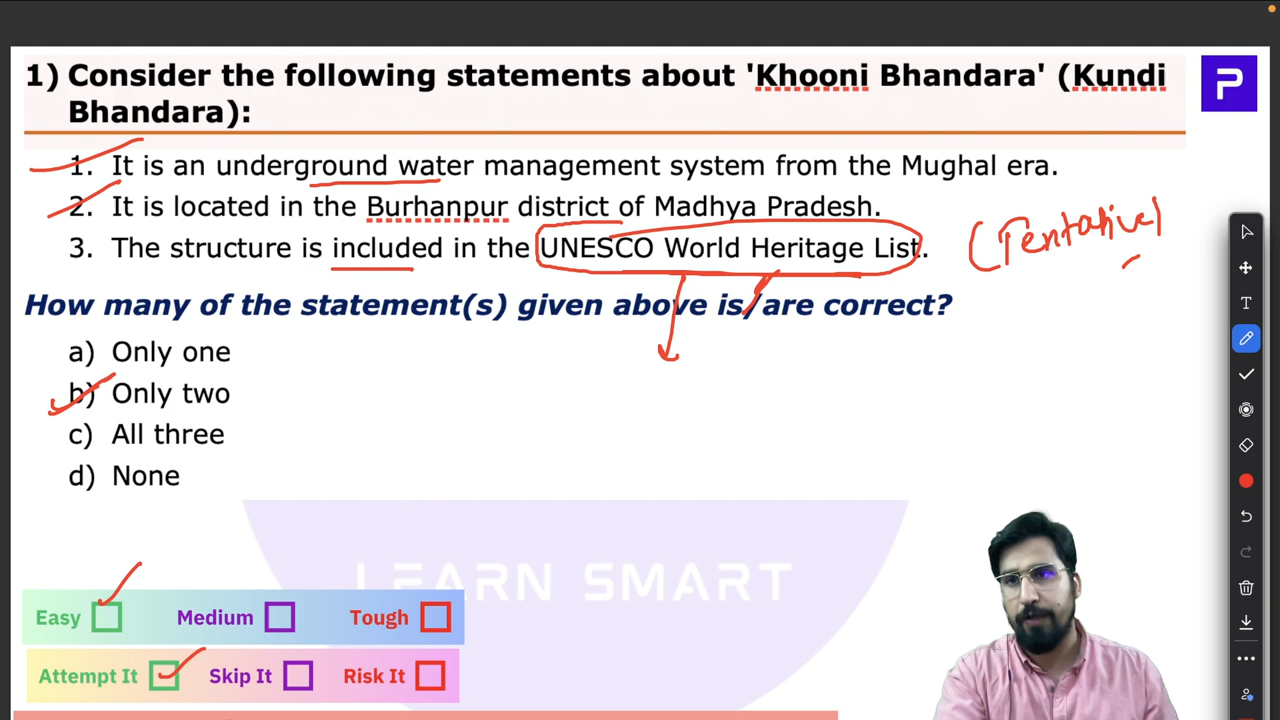 1) Consider the following statements about 'Khooni Bhandara' (Kundi
Bhandara):
P
1. It is an underground water management system from the Mughal era.
2. It is located in the Burhanpur district of Madhya Pradesh.
3. The structure is included in the UNESCO World Heritage List. (Tentative)
How many of the statement(s) given above is/are correct?
a) Only one
b) Only two
c) All three
d) None
LEARN SMART
Easy Medium Tough
Attempt It Skip It Risk It
T